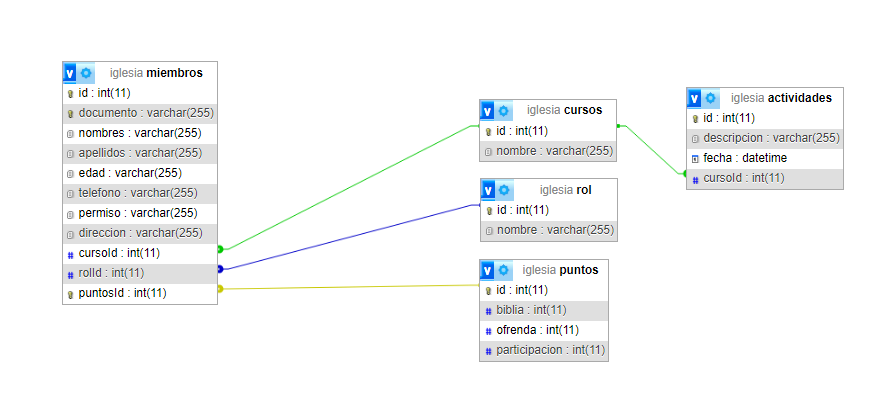 iglesia miembros
id : int(11)
documento : varchar(255)
nombres : varchar(255)
apellidos : varchar(255)
edad : varchar(255)
telefono : varchar(255)
permiso : varchar(255)
direccion : varchar(255)
cursoId : int(11)
rolId : int(11)
puntosId : int(11)
iglesia cursos
id : int(11)
nombre : varchar(255)
iglesia rol
id : int(11)
nombre : varchar(255)
iglesia puntos
id : int(11)
biblia : int(11)
ofrenda : int(11)
participacion : int(11)
iglesia actividades
id : int(11)
descripcion : varchar(255)
fecha : datetime
cursoId : int(11)